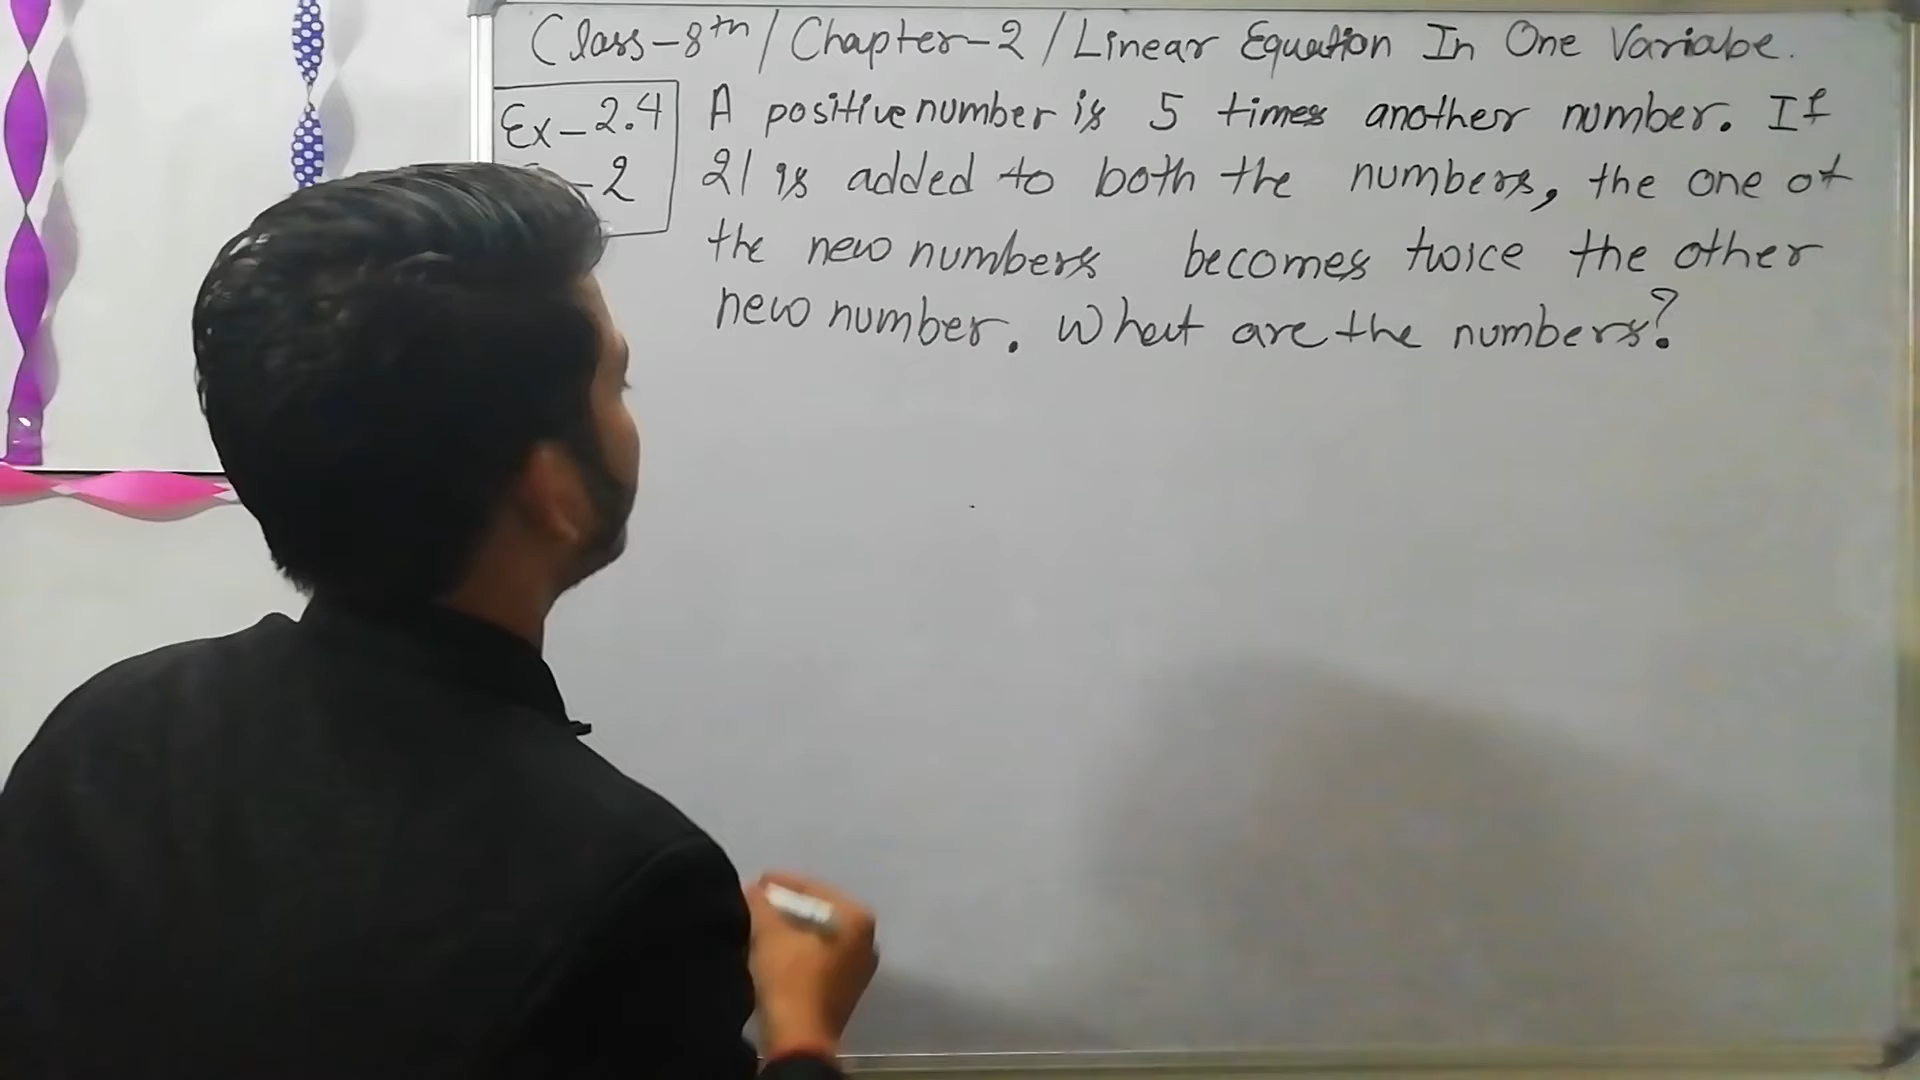 Class-8th/Chapter-2/Linear Equation In One Variabe.
Ex-2.4
-2
A positive number is 5 times another number. If
21 is added to both the numbers, the one of
the new numbers becomes twice the other
new number. What are the numbers?